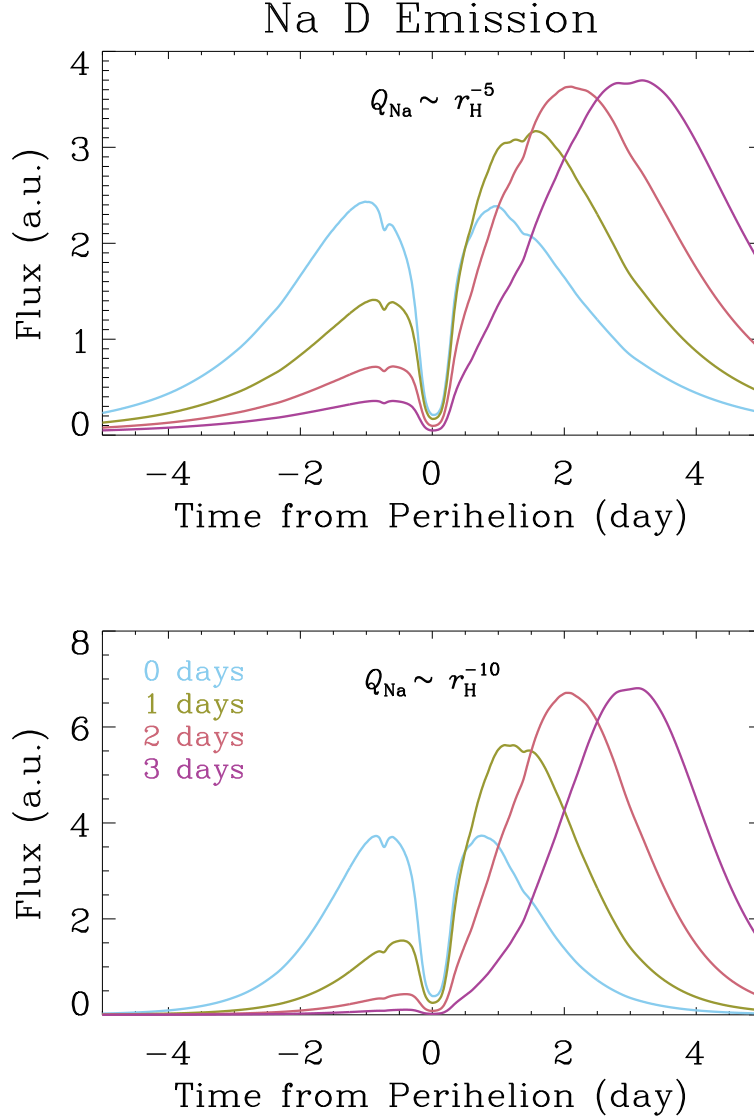 Na D Emission
4
3
2
1
0
Flux (a.u.)
Q_Na ~ r_H^-5
−4 −2 0 2 4
Time from Perihelion (day)
8
6
4
2
0
Flux (a.u.)
Q_Na ~ r_H^-10
0 days
1 days
2 days
3 days
−4 −2 0 2 4
Time from Perihelion (day)